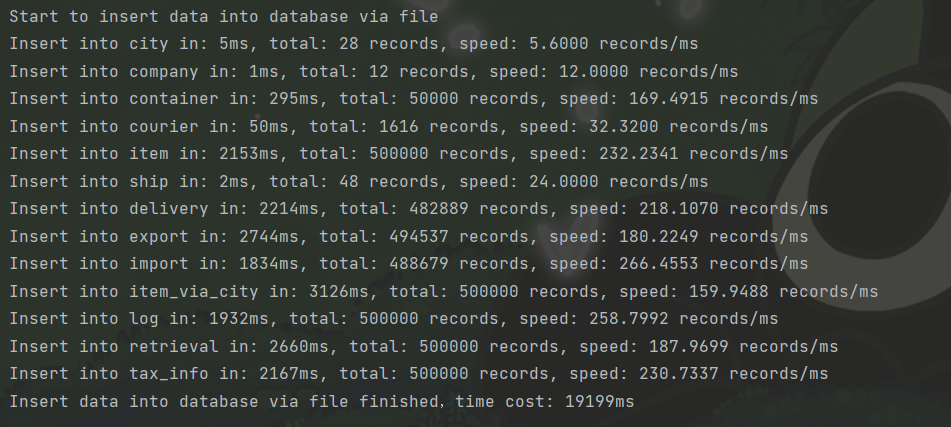 Start to insert data into database via file
Insert into city in: 5ms, total: 28 records, speed: 5.6000 records/ms
Insert into company in: 1ms, total: 12 records, speed: 12.0000 records/ms
Insert into container in: 295ms, total: 50000 records, speed: 169.4915 records/ms
Insert into courier in: 50ms, total: 1616 records, speed: 32.3200 records/ms
Insert into item in: 2153ms, total: 500000 records, speed: 232.2341 records/ms
Insert into ship in: 2ms, total: 48 records, speed: 24.0000 records/ms
Insert into delivery in: 2214ms, total: 482889 records, speed: 218.1070 records/ms
Insert into export in: 2744ms, total: 494537 records, speed: 180.2249 records/ms
Insert into import in: 1834ms, total: 488679 records, speed: 266.4553 records/ms
Insert into item_via_city in: 3126ms, total: 500000 records, speed: 159.9488 records/ms
Insert into log in: 1932ms, total: 500000 records, speed: 258.7992 records/ms
Insert into retrieval in: 2660ms, total: 500000 records, speed: 187.9699 records/ms
Insert into tax_info in: 2167ms, total: 500000 records, speed: 230.7337 records/ms
Insert data into database via file finished, time cost: 19199ms